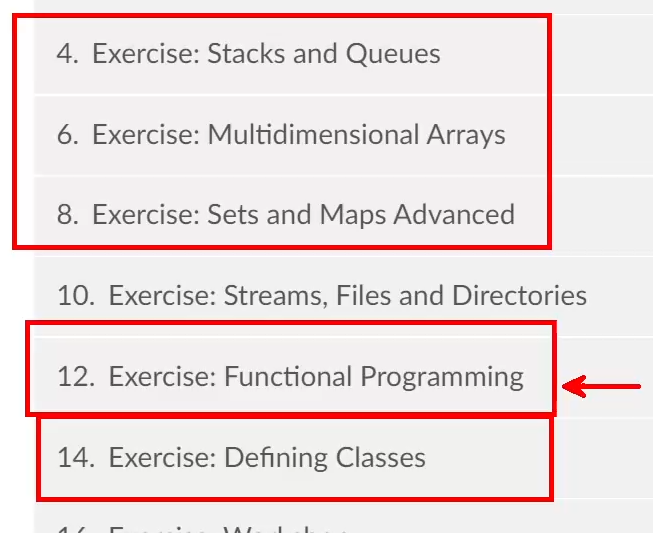 4. Exercise: Stacks and Queues
6. Exercise: Multidimensional Arrays
8. Exercise: Sets and Maps Advanced
10. Exercise: Streams, Files and Directories
12. Exercise: Functional Programming
14. Exercise: Defining Classes